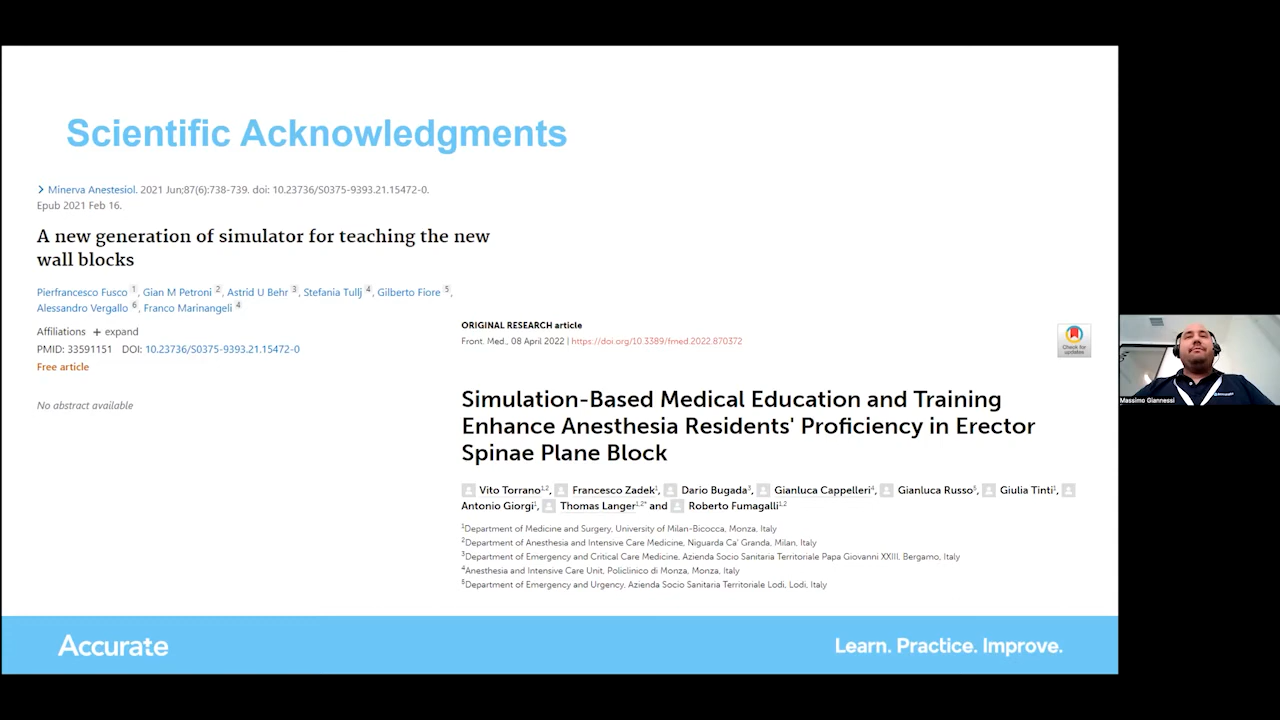 Scientific Acknowledgments
Minerva Anestesiol. 2021 Jun;87(6):738-739. doi: 10.23736/S0375-9393.21.15472-0.
Epub 2021 Feb 16.
A new generation of simulator for teaching the new
wall blocks
Pierfrancesco Fusco 1, Gian M Petroni 2, Astrid U Behr 3, Stefania Tullj 4, Gilberto Fiore 5,
Alessandro Vergallo 6, Franco Marinangeli 4
Affiliations + expand
PMID: 33591151 DOI: 10.23736/S0375-9393.21.15472-0
Free article
No abstract available
ORIGINAL RESEARCH article
Front. Med., 08 April 2022 | https://doi.org/10.3389/fmed.2022.870372
Check for
updates
Simulation-Based Medical Education and Training
Enhance Anesthesia Residents' Proficiency in Erector
Spinae Plane Block
Vito Torrano1,2, Francesco Zadek1, Dario Bugada3, Gianluca Cappelleri4, Gianluca Russo5, Giulia Tinti1,
Antonio Giorgi1, Thomas Langer1,2* and Roberto Fumagalli1,2
1Department of Medicine and Surgery, University of Milan-Bicocca, Monza, Italy
2Department of Anesthesia and Intensive Care Medicine, Niguarda Ca' Granda, Milan, Italy
3Department of Emergency and Critical Care Medicine, Azienda Socio Sanitaria Territoriale Papa Giovanni XXIII, Bergamo, Italy
4Anesthesia and Intensive Care Unit, Policlinico di Monza, Monza, Italy
5Department of Emergency and Urgency, Azienda Socio Sanitaria Territoriale Lodi, Lodi, Italy
Massimo Giannessi
Accurate
Learn. Practice. Improve.